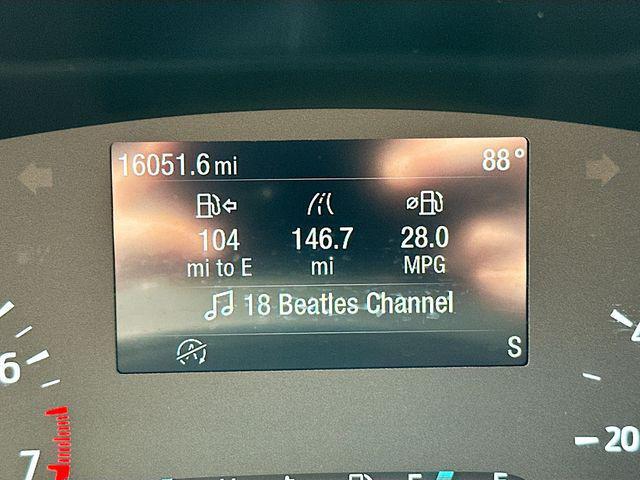 16051.6 mi 88°
104 146.7 28.0
mi to E mi MPG
18 Beatles Channel
A S
6
7
20